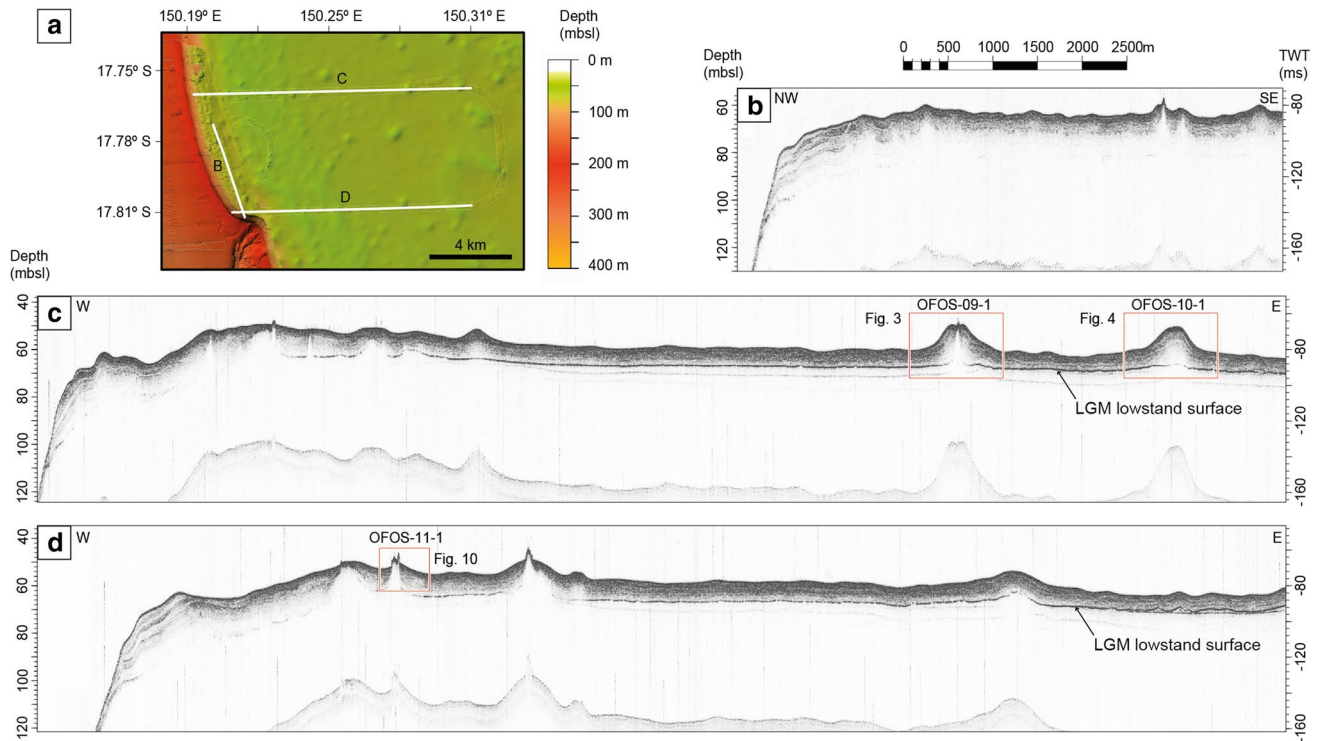 a
150.19º E 150.25º E 150.31º E
17.75º S
17.78º S
17.81º S
C
B
D
4 km
Depth
(mbsl)
0 m
100 m
200 m
300 m
400 m
Depth
(mbsl)
0 500 1000 1500 2000 2500m
TWT
(ms)
b NW SE
60
80
100
120
-80
-120
-160
Depth
(mbsl)
c W E
40
60
80
100
120
OFOS-09-1
Fig. 3
OFOS-10-1
Fig. 4
LGM lowstand surface
-80
-120
-160
d W E
40
60
80
100
120
OFOS-11-1
Fig. 10
LGM lowstand surface
-80
-120
-160